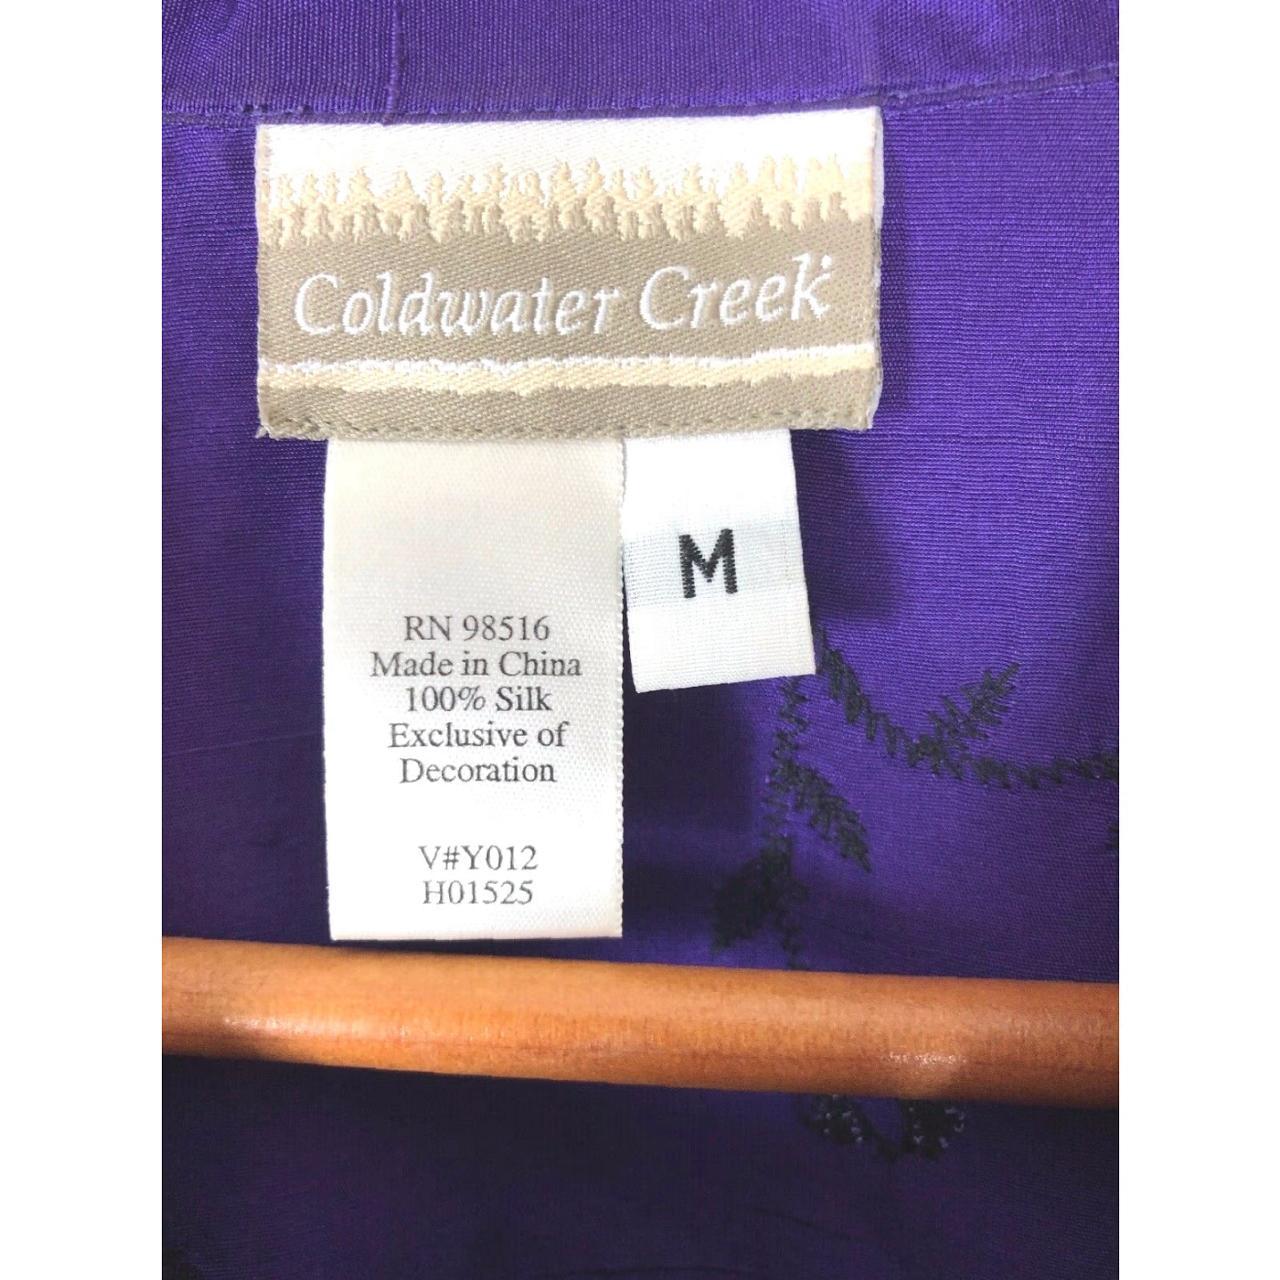 Coldwater Creek
M
RN 98516
Made in China
100% Silk
Exclusive of
Decoration
V#Y012
H01525